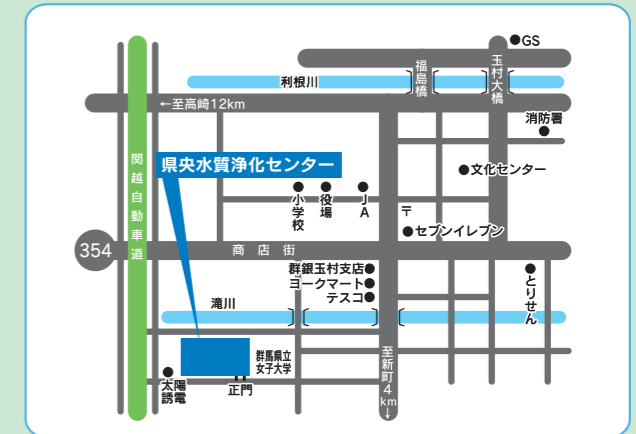 GS
玉村大橋
福島橋
利根川
←至高崎12km
消防署
関越自動車道
県央水質浄化センター
文化センター
小学校
役場
JA
〒
セブンイレブン
354
商店街
群銀玉村支店
ヨークマート
テスコ
とりせん
滝川
群馬県立
女子大学
至新町4km↓
太陽
誘電
正門